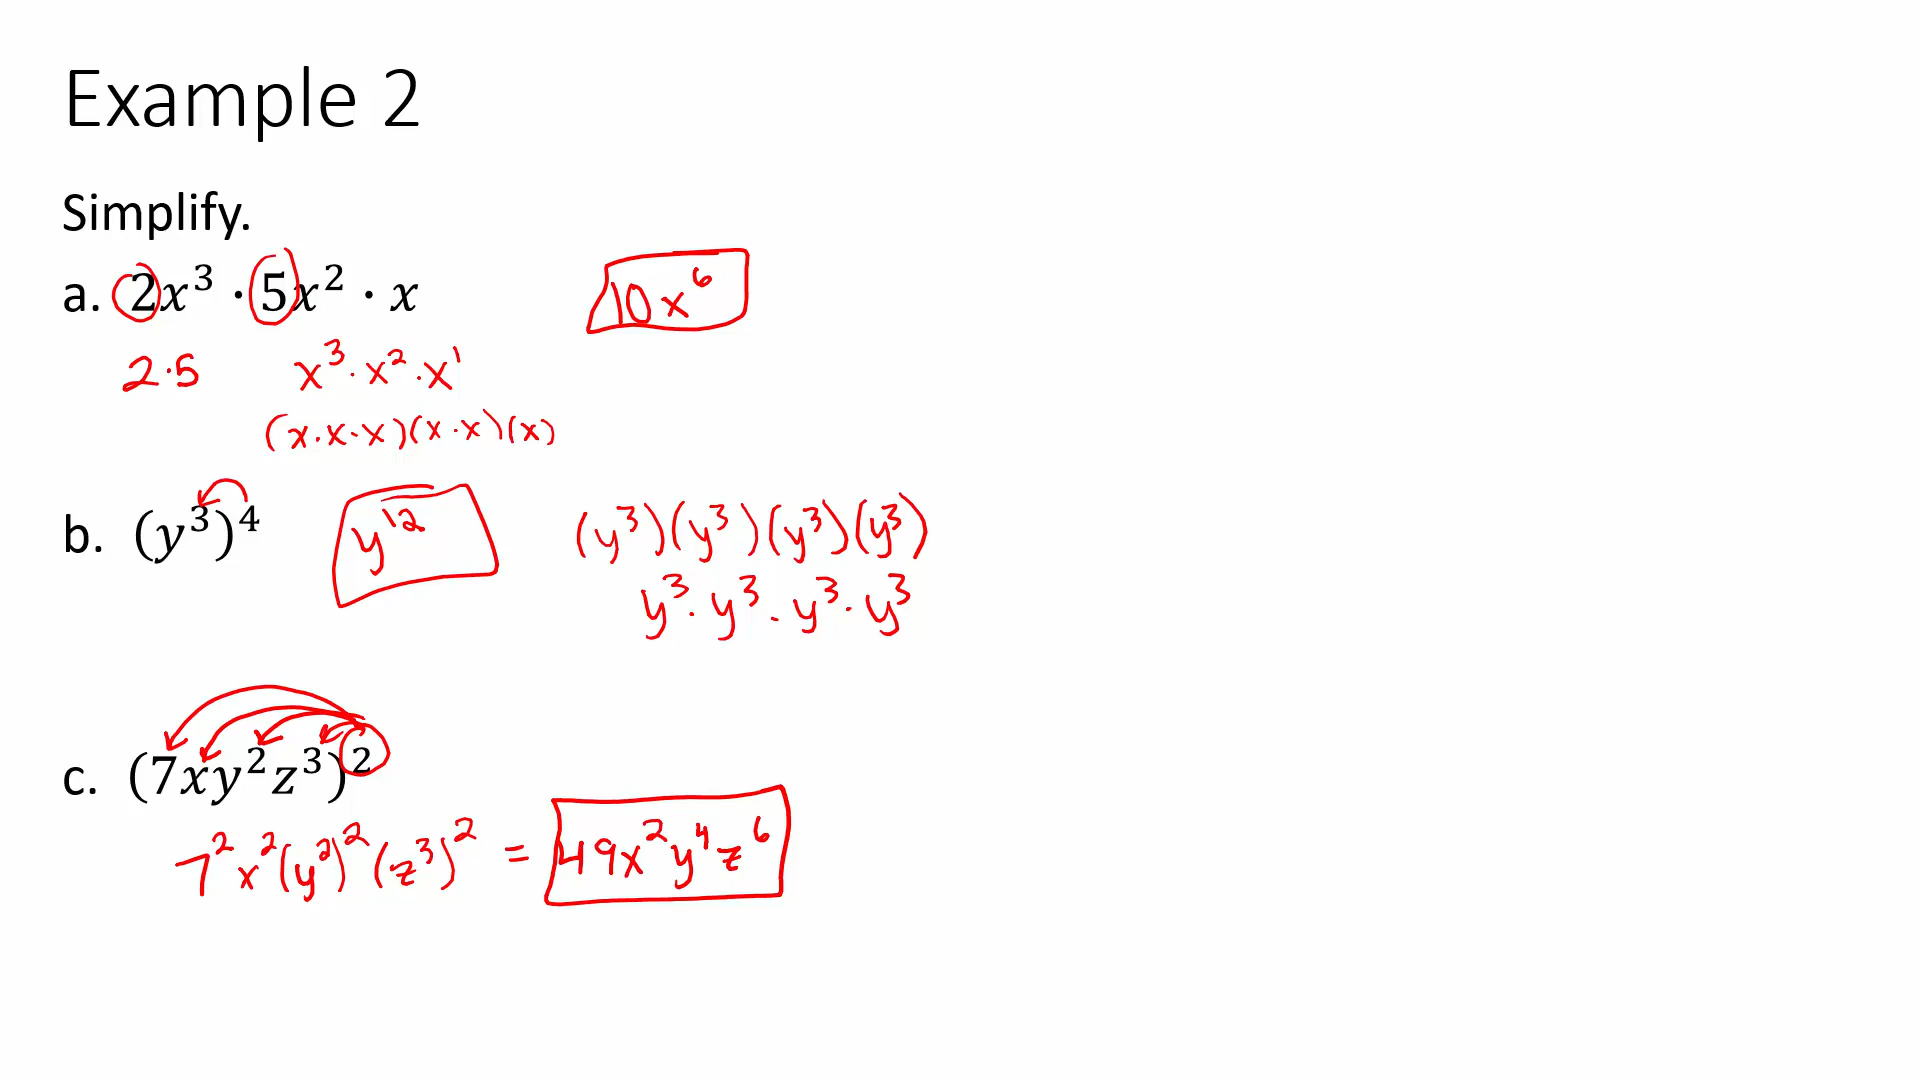 Example 2
Simplify.
a. 2x³ · 5x² · x
10x⁶
2·5 x³·x²·x¹
(x·x·x)(x·x)(x)
b. (y³)⁴
y¹²
(y³)(y³)(y³)(y³)
y³·y³·y³·y³
c. (7xy²z³)²
7²x²(y²)²(z³)² = 49x²y⁴z⁶